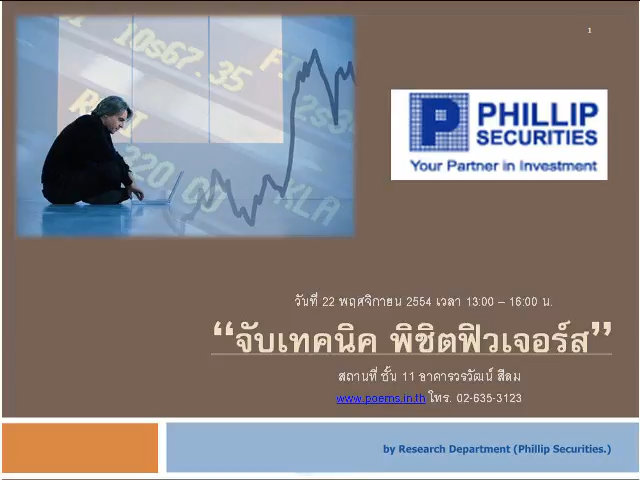 1
PHILLIP
SECURITIES
Your Partner in Investment
10s67.35
วันที่ 22 พฤศจิกายน 2554 เวลา 13:00 – 16:00 น.
“จับเทคนิค พิชิตฟิวเจอร์ส”
สถานที่ ชั้น 11 อาคารวรวัฒน์ สีลม
www.poems.in.th โทร. 02-635-3123
by Research Department (Phillip Securities.)